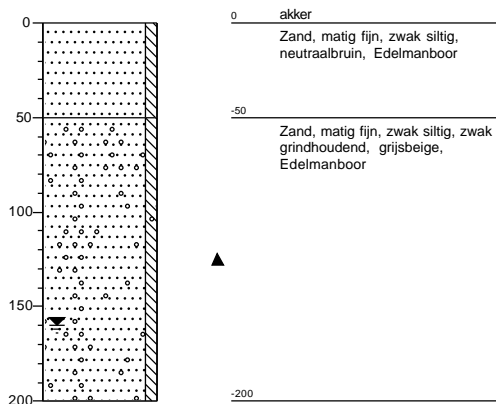 0
50
100
150
200
0 akker
Zand, matig fijn, zwak siltig,
neutraalbruin, Edelmanboor
-50
Zand, matig fijn, zwak siltig, zwak
grindhoudend, grijsbeige,
Edelmanboor
-200